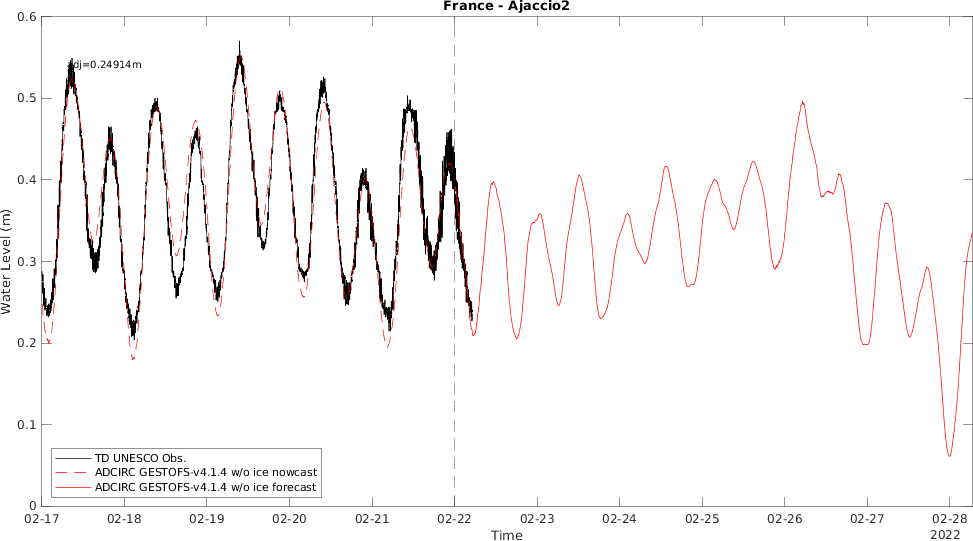 France - Ajaccio2
0.6
0.5
0.4
0.3
0.2
0.1
0
Water Level (m)
dj=0.24914m
TD UNESCO Obs.
ADCIRC GESTOFS-v4.1.4 w/o ice nowcast
ADCIRC GESTOFS-v4.1.4 w/o ice forecast
02-17 02-18 02-19 02-20 02-21 02-22 02-23 02-24 02-25 02-26 02-27 02-28
Time
2022